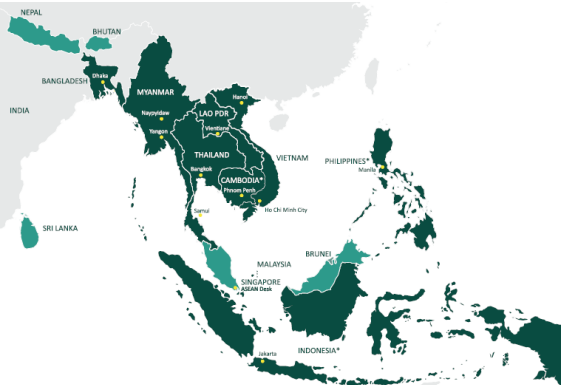 NEPAL
BHUTAN
BANGLADESH
Dhaka
INDIA
MYANMAR
Hanoi
LAO PDR
Naypyidaw
Vientiane
Yangon
THAILAND
VIETNAM
PHILIPPINES*
Manila
Bangkok
CAMBODIA*
Phnom Penh
Ho Chi Minh City
Samui
SRI LANKA
BRUNEI
MALAYSIA
SINGAPORE
ASEAN Desk
INDONESIA*
Jakarta